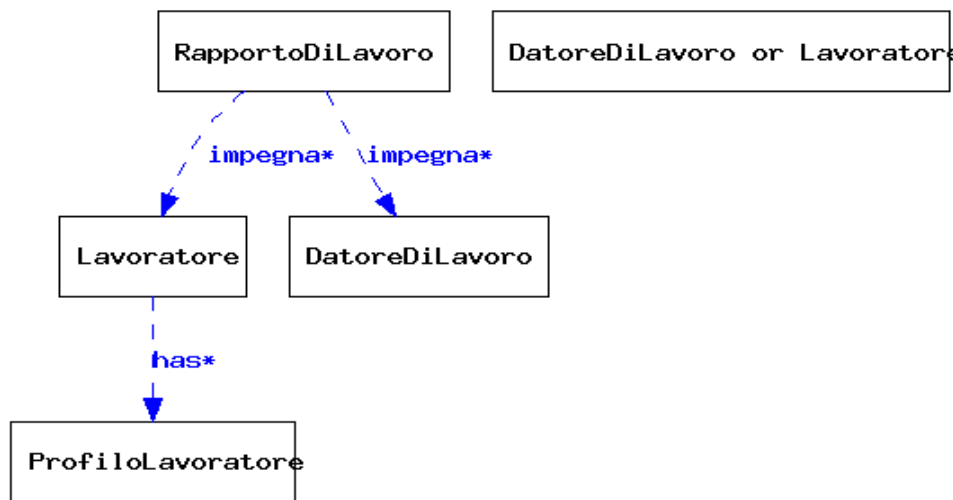 RapportoDiLavoro
DatoreDiLavoro or Lavoratore
impegna*
impegna*
Lavoratore
DatoreDiLavoro
has*
ProfiloLavoratore